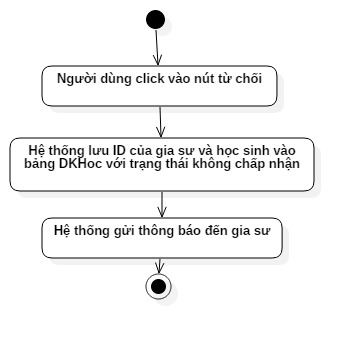 Người dùng click vào nút từ chối
Hệ thống lưu ID của gia sư và học sinh vào
bảng DKHoc với trạng thái không chấp nhận
Hệ thống gửi thông báo đến gia sư